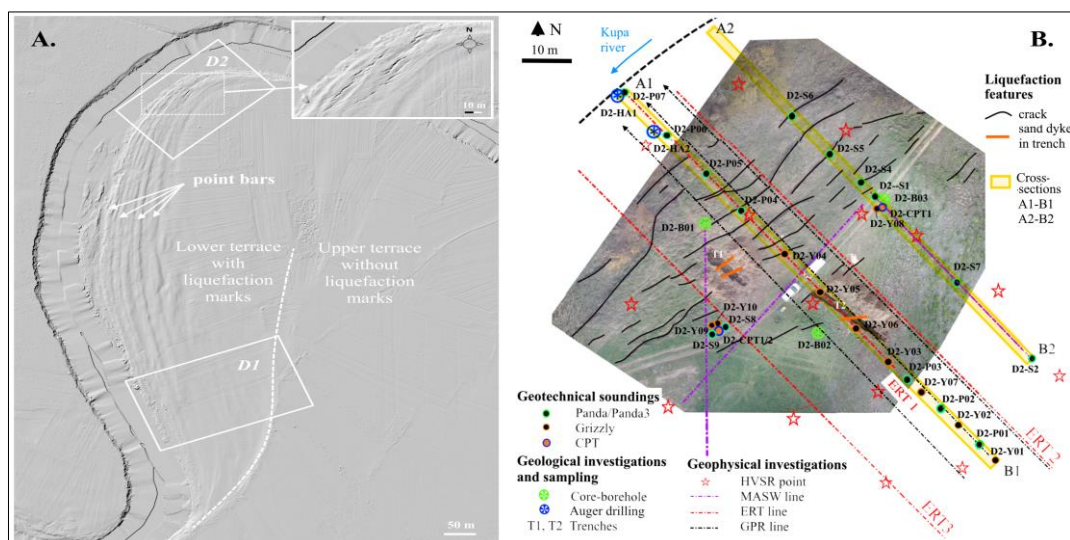 A.
D2
N
10 m
point bars
Lower terrace
with
liquefaction
marks
Upper terrace
without
liquefaction
marks
D1
50 m
N
10 m
Kupa
river
B.
A2
A1
D2-P07
D2-HA1
D2-P06
D2-HA2
D2-P05
D2-P04
D2-B01
D2-S6
D2-S5
D2-S4
D2--S1
D2-B03
D2-CPT1
D2-Y08
D2-Y04
T1
D2-Y05
T2
D2-S7
D2-Y10
D2-S8
D2-Y09
D2-CPTU2
D2-S9
D2-B02
D2-Y06
D2-Y03
D2-P03
D2-Y07
D2-P02
D2-Y02
D2-P01
D2-Y01
B1
B2
D2-S2
ERT 1
ERT 2
ERT3
Liquefaction
features
crack
sand dyke
in trench
Cross-
sections
A1-B1
A2-B2
Geotechnical soundings
Panda/Panda3
Grizzly
CPT
Geological investigations
and sampling
Core-borehole
Auger drilling
T1, T2 Trenches
Geophysical investigations
HVSR point
MASW line
ERT line
GPR line